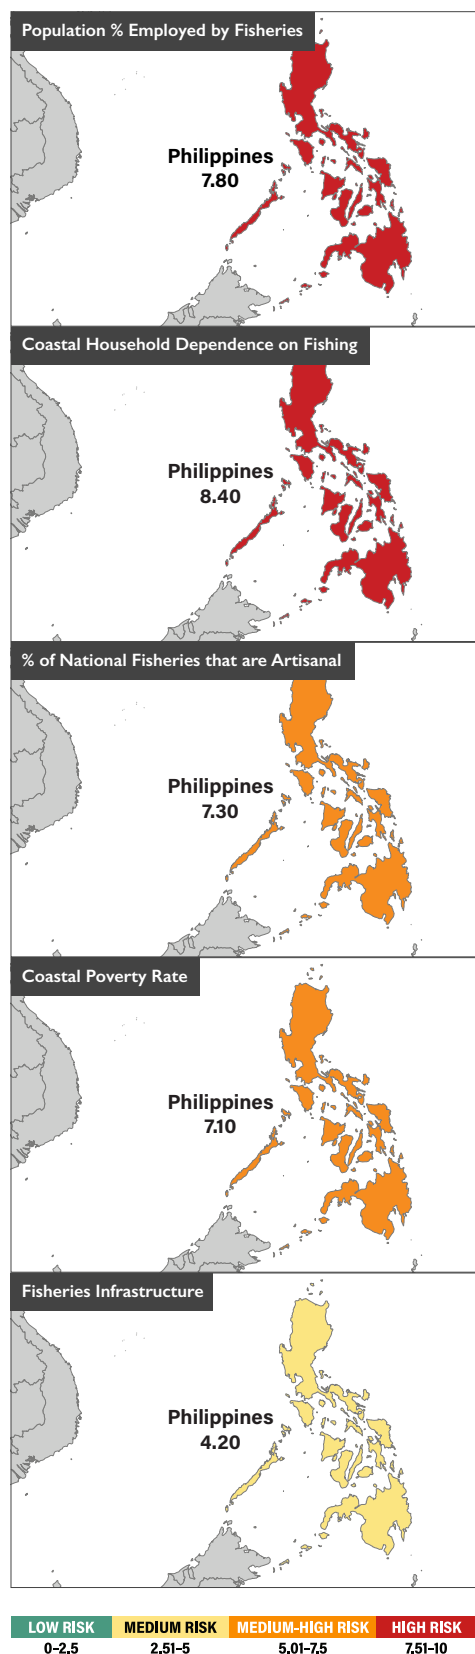 Population % Employed by Fisheries
Philippines
7.80
Coastal Household Dependence on Fishing
Philippines
8.40
% of National Fisheries that are Artisanal
Philippines
7.30
Coastal Poverty Rate
Philippines
7.10
Fisheries Infrastructure
Philippines
4.20
LOW RISK MEDIUM RISK MEDIUM-HIGH RISK HIGH RISK
0–2.5 2.51–5 5.01–7.5 7.51–10